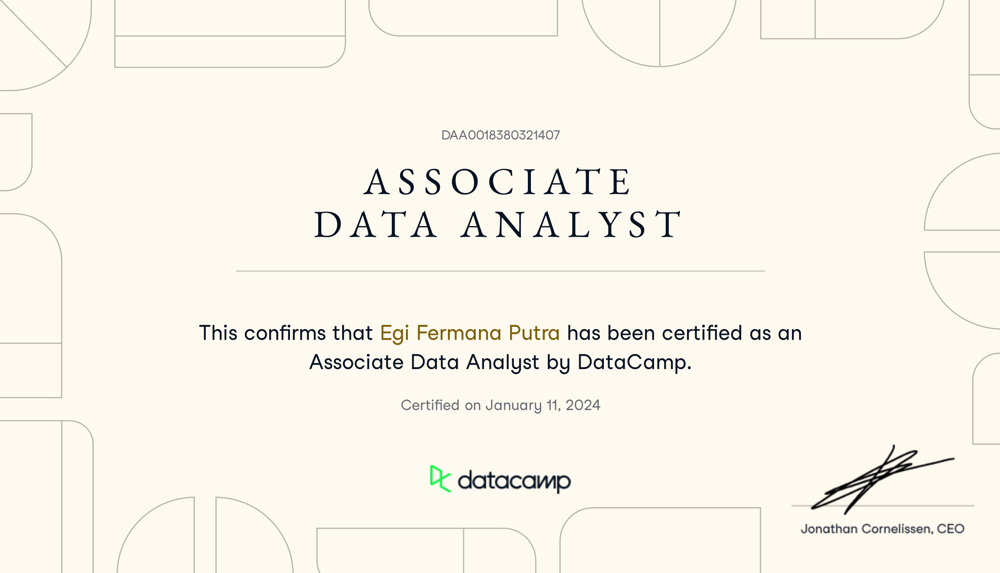 DAA0018380321407
ASSOCIATE
DATA ANALYST
This confirms that Egi Fermana Putra has been certified as an
Associate Data Analyst by DataCamp.
Certified on January 11, 2024
datacamp
Jonathan Cornelissen, CEO